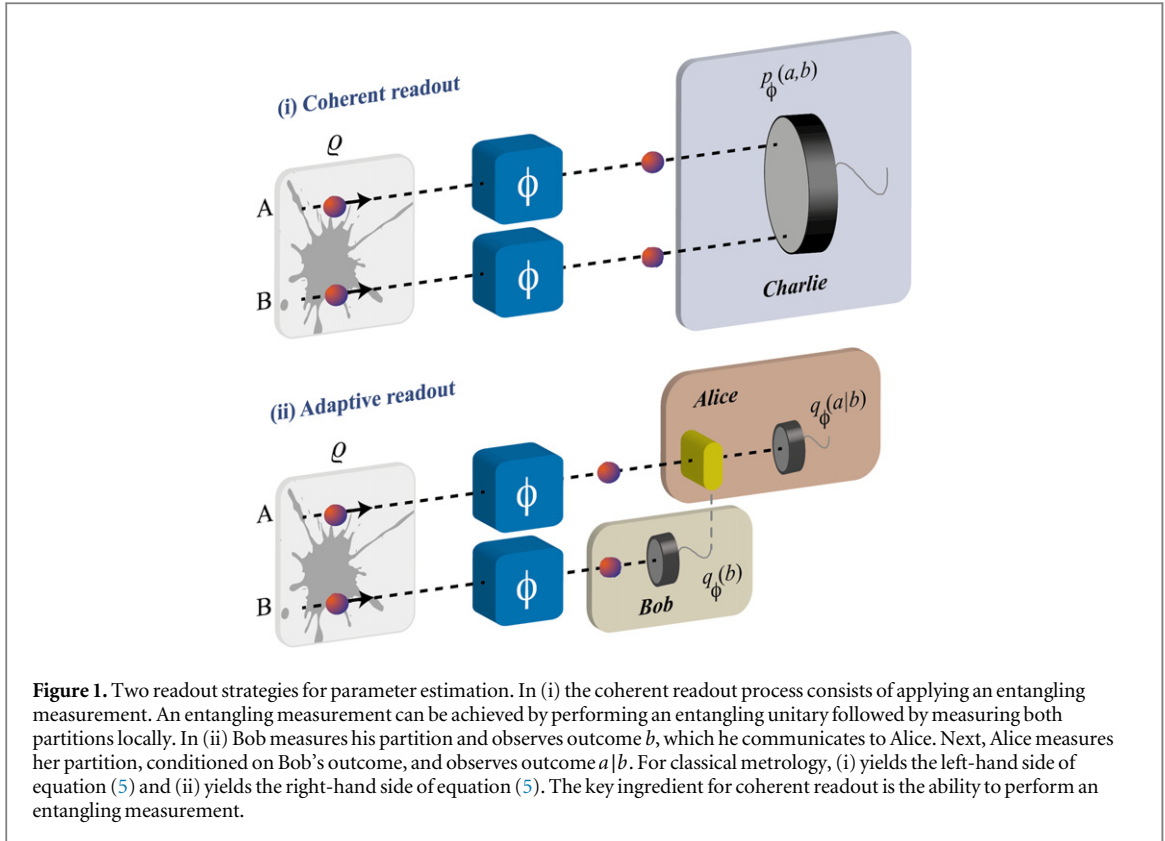 (i) Coherent readout
ϱ
A
B
ϕ
ϕ
p_ϕ(a,b)
Charlie
(ii) Adaptive readout
ϱ
A
B
ϕ
ϕ
Alice
q_ϕ(a|b)
q_ϕ(b)
Bob
Figure 1. Two readout strategies for parameter estimation. In (i) the coherent readout process consists of applying an entangling
measurement. An entangling measurement can be achieved by performing an entangling unitary followed by measuring both
partitions locally. In (ii) Bob measures his partition and observes outcome b, which he communicates to Alice. Next, Alice measures
her partition, conditioned on Bob's outcome, and observes outcome a|b. For classical metrology, (i) yields the left-hand side of
equation (5) and (ii) yields the right-hand side of equation (5). The key ingredient for coherent readout is the ability to perform an
entangling measurement.